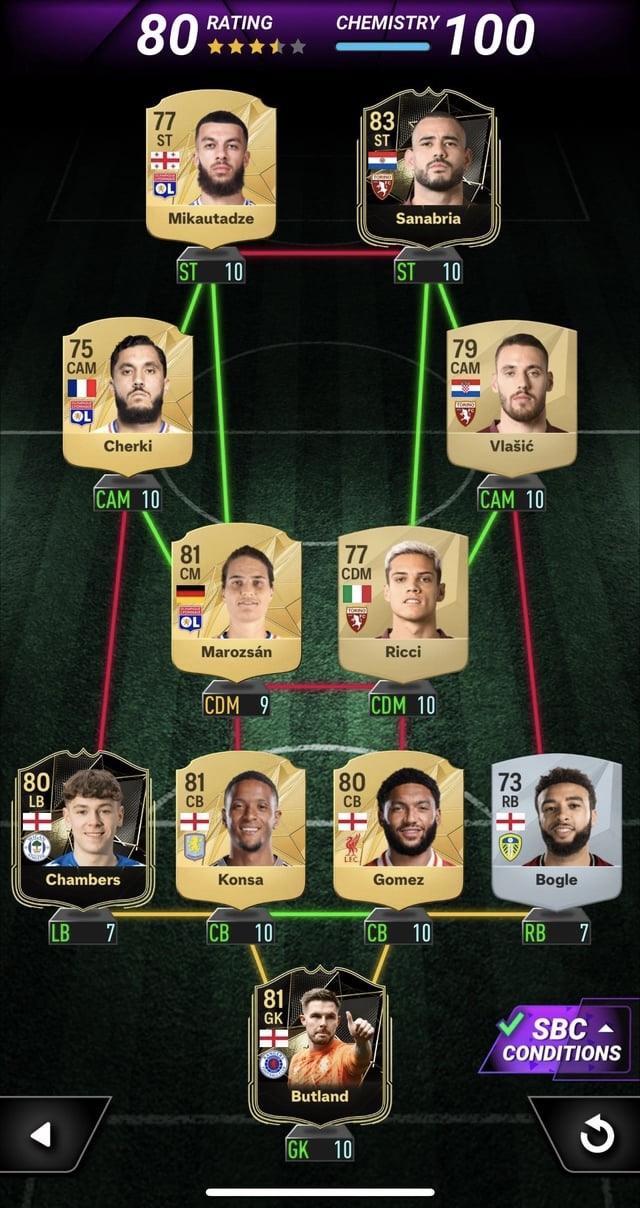 80 RATING CHEMISTRY 100
77
ST
OL
Mikautadze
83
ST
TORINO
Sanabria
ST 10
ST 10
75
CAM
OL
Cherki
79
CAM
TORINO
Vlašić
CAM 10
CAM 10
81
CM
OL
Marozsán
77
CDM
TORINO
Ricci
CDM 9
CDM 10
80
LB
Chambers
81
CB
Konsa
80
CB
Gomez
73
RB
Bogle
LB 7
CB 10
CB 10
RB 7
81
GK
Butland
GK 10
SBC
CONDITIONS